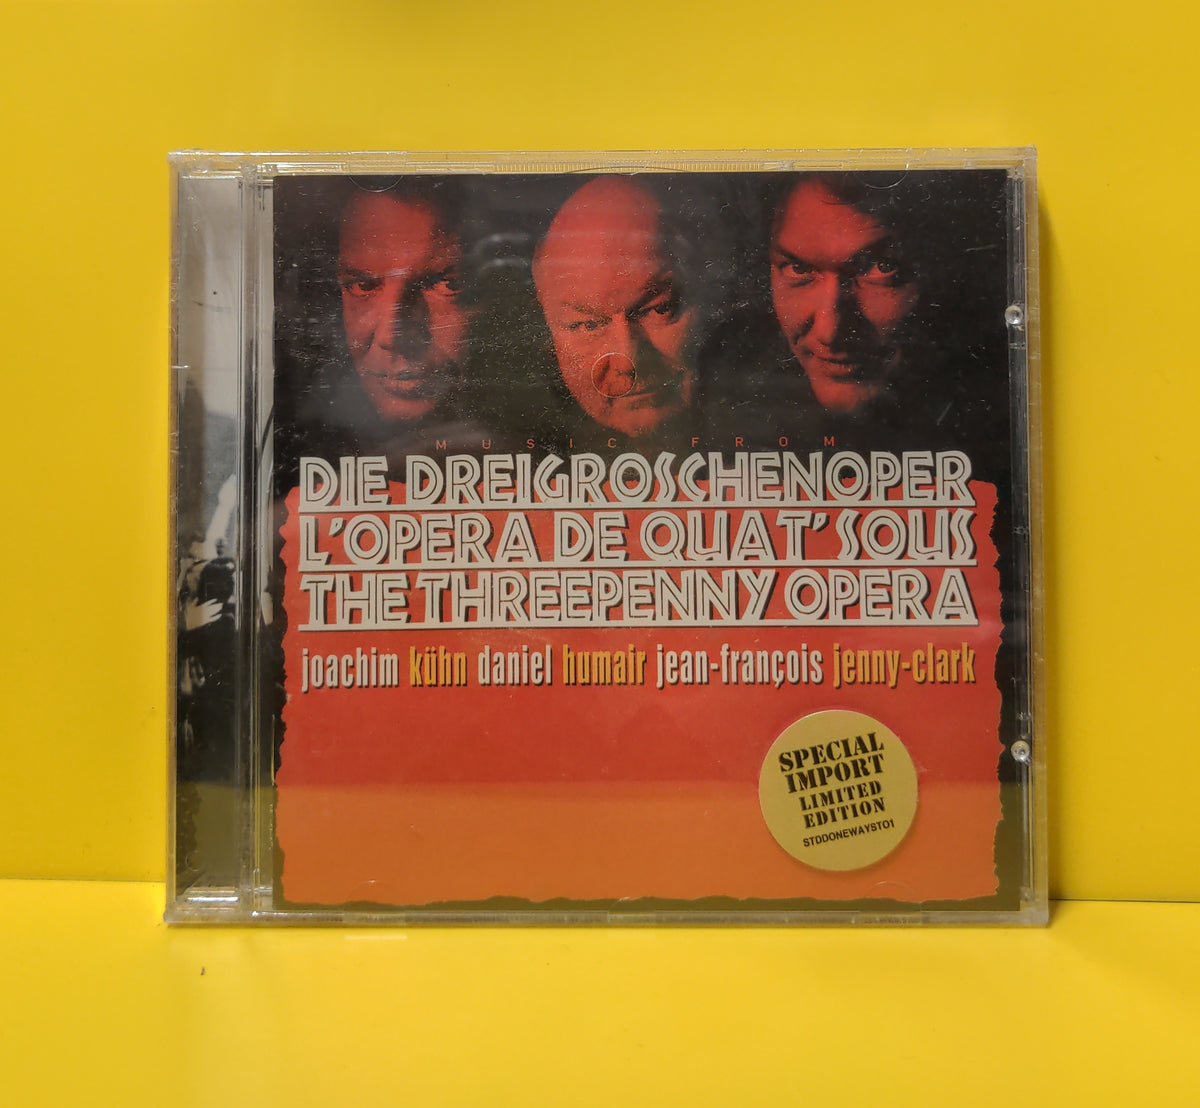 MUSIC FROM
DIE DREIGROSCHENOPER
L'OPERA DE QUAT'SOUS
THE THREEPENNY OPERA
joachim kühn daniel humair jean-françois jenny-clark
SPECIAL
IMPORT
LIMITED
EDITION
STDDONEWAYSTO1